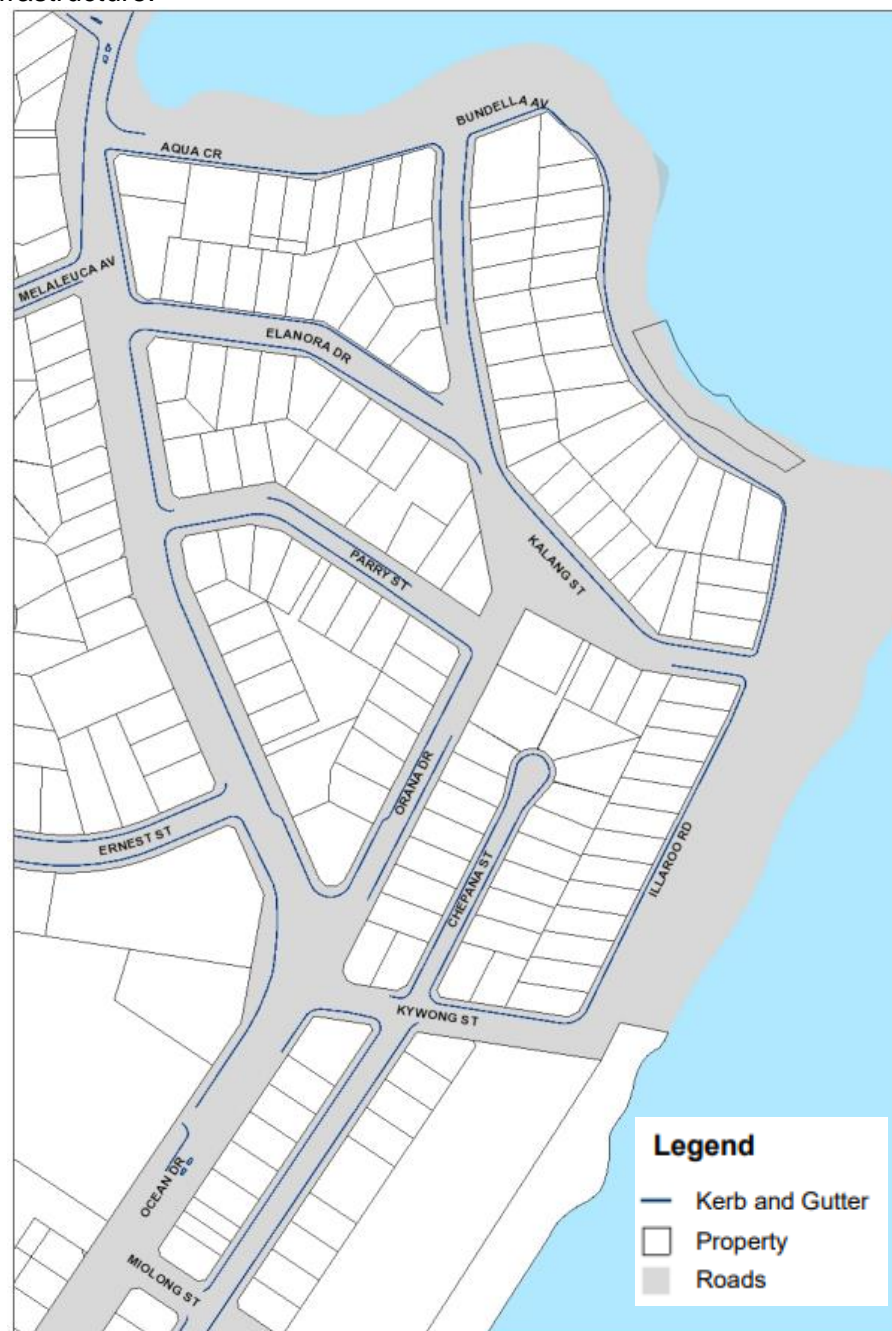 BUNDELLA AV
AQUA CR
MELALEUCA AV
ELANORA DR
KALANG ST
PARRY ST
ORANA DR
ERNEST ST
CHEPANA ST
ILLAROO RD
KYWONG ST
OCEAN DR
MIOLONG ST
Legend
Kerb and Gutter
Property
Roads